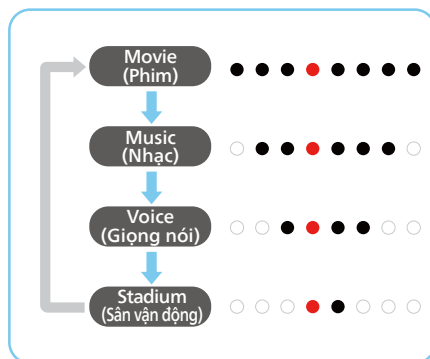 Movie
(Phim)
Music
(Nhạc)
Voice
(Giọng nói)
Stadium
(Sân vận động)